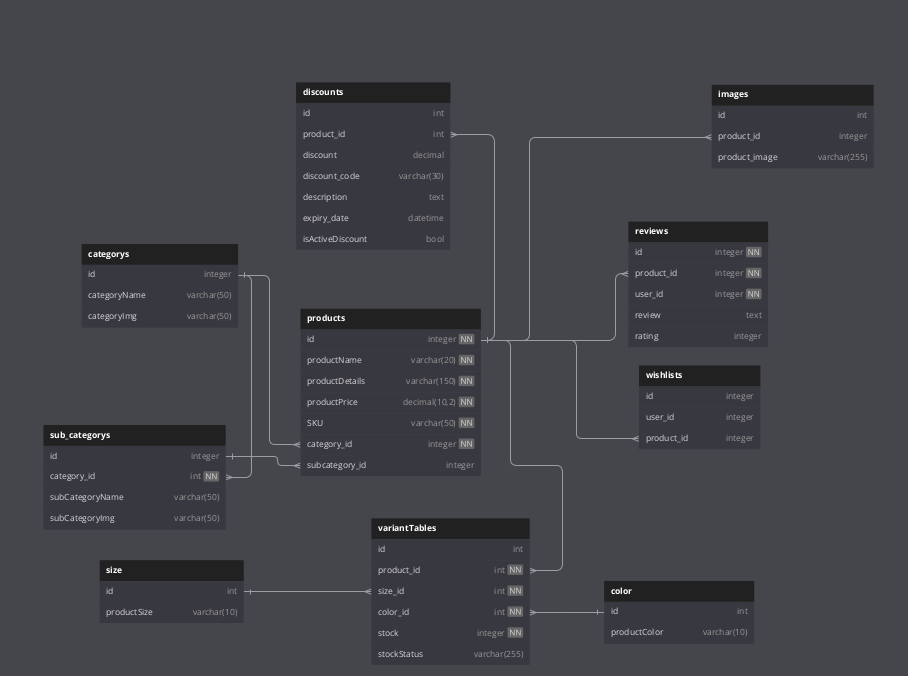 discounts
id int
product_id int
discount decimal
discount_code varchar(30)
description text
expiry_date datetime
isActiveDiscount bool
images
id int
product_id integer
product_image varchar(255)
reviews
id integer NN
product_id integer NN
user_id integer NN
review text
rating integer
categorys
id integer
categoryName varchar(50)
categoryImg varchar(50)
products
id integer NN
productName varchar(20) NN
productDetails varchar(150) NN
productPrice decimal(10,2) NN
SKU varchar(50) NN
category_id integer NN
subcategory_id integer
wishlists
id integer
user_id integer
product_id integer
sub_categorys
id integer
category_id int NN
subCategoryName varchar(50)
subCategoryImg varchar(50)
variantTables
id int
product_id int NN
size_id int NN
color_id int NN
stock integer NN
stockStatus varchar(255)
size
id int
productSize varchar(10)
color
id int
productColor varchar(10)